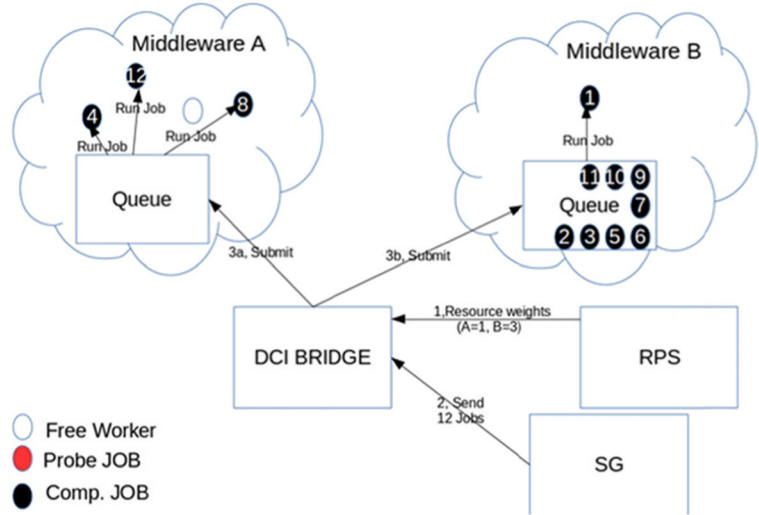 Middleware A
Middleware B
12
4
8
1
Run Job
Run Job
Run Job
Run Job
11 10 9
Queue
Queue
7
2 3 5 6
3a, Submit
3b, Submit
1,Resource weights
(A=1, B=3)
DCI BRIDGE
RPS
2, Send
12 Jobs
Free Worker
Probe JOB
Comp. JOB
SG